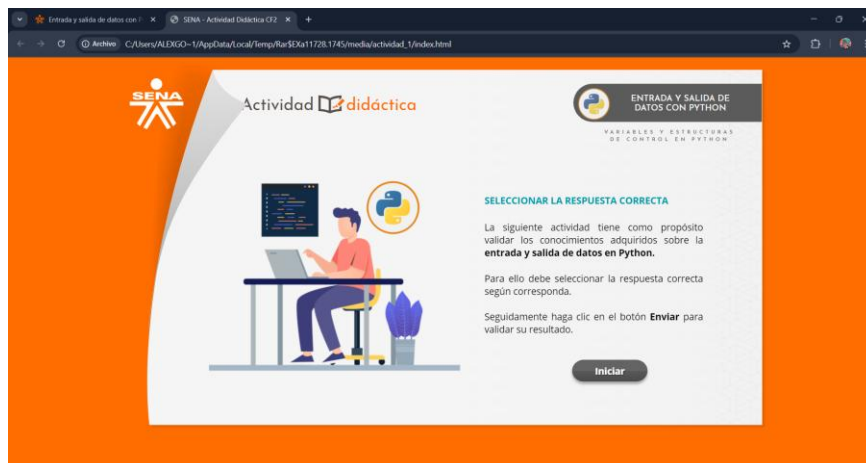 Entrada y salida de datos con P
SENA - Actividad Didáctica CF2
Archivo C:/Users/ALEXGO~1/AppData/Local/Temp/Rar$EXa11728.1745/media/actividad_1/index.html
SENA
Actividad didáctica
ENTRADA Y SALIDA DE
DATOS CON PYTHON
VARIABLES Y ESTRUCTURAS
DE CONTROL EN PYTHON
SELECCIONAR LA RESPUESTA CORRECTA
La siguiente actividad tiene como propósito
validar los conocimientos adquiridos sobre la
entrada y salida de datos en Python.
Para ello debe seleccionar la respuesta correcta
según corresponda.
Seguidamente haga clic en el botón Enviar para
validar su resultado.
Iniciar